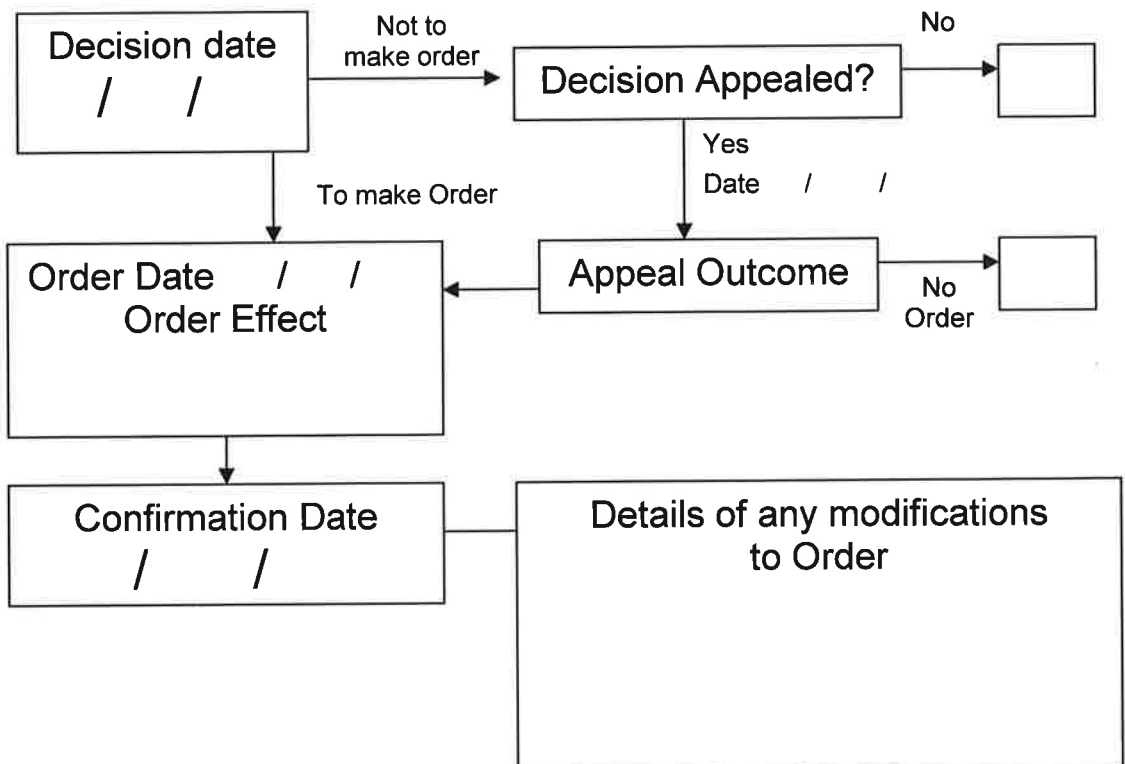 Decision date
/ /
Not to
make order
Decision Appealed?
No
Yes
Date / /
To make Order
Order Date / /
Order Effect
Appeal Outcome
No
Order
Confirmation Date
/ /
Details of any modifications
to Order